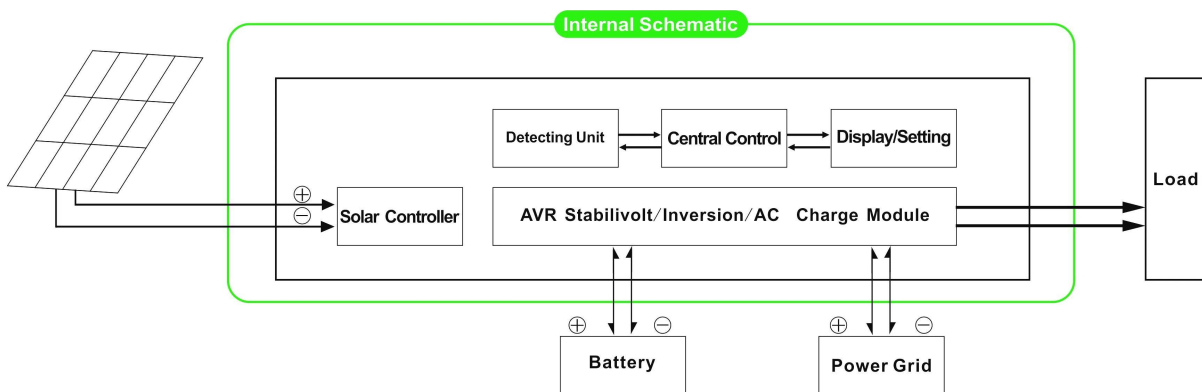 Internal Schematic
Detecting Unit
Central Control
Display/Setting
Load
⊕
⊖
Solar Controller
AVR Stabilivolt/Inversion/AC Charge Module
⊕ ⊖
⊕ ⊖
Battery
Power Grid